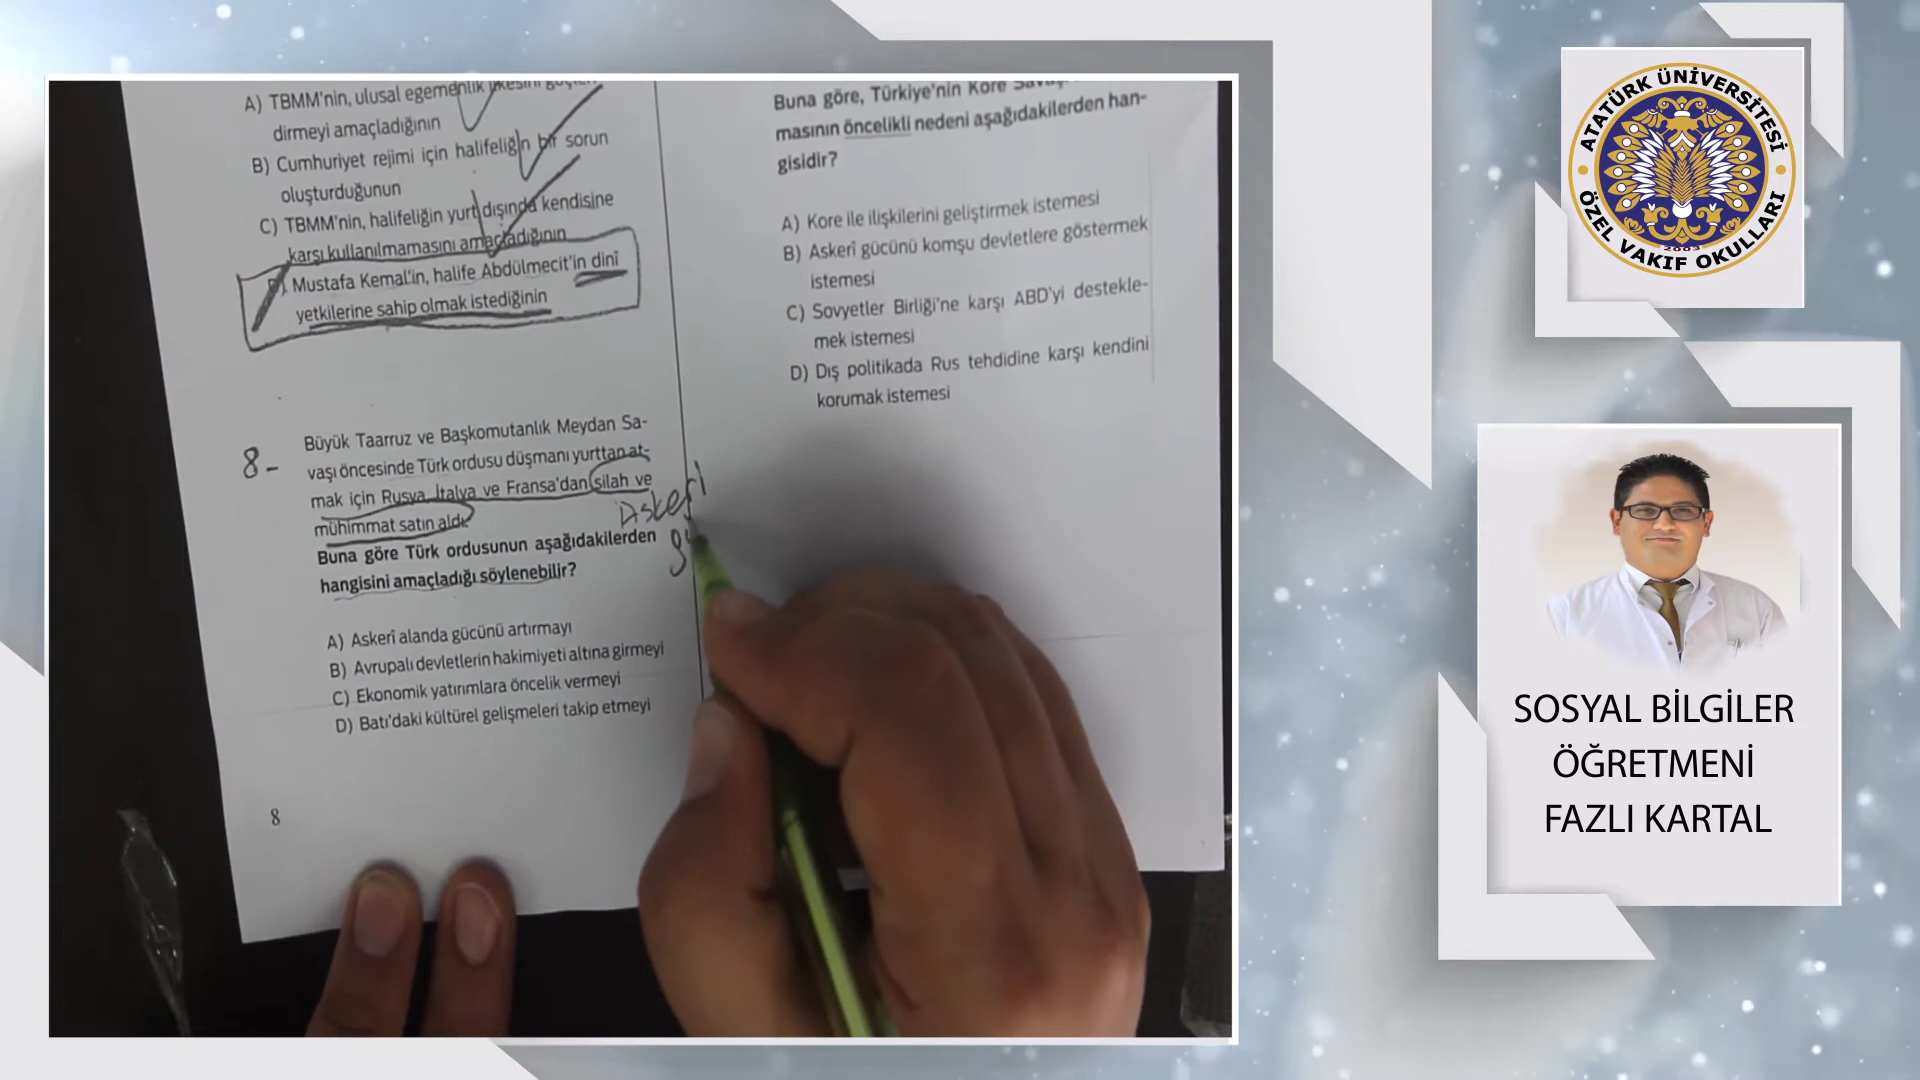 A) TBMM'nin, ulusal egemenlik ilkesini güçlen-
dirmeyi amaçladığının
B) Cumhuriyet rejimi için halifeliğin bir sorun
oluşturduğunun
C) TBMM'nin, halifeliğin yurt dışında kendisine
karşı kullanılmamasını amaçladığının
D) Mustafa Kemal'in, halife Abdülmecit'in dinî
yetkilerine sahip olmak istediğinin
8-
Büyük Taarruz ve Başkomutanlık Meydan Sa-
vaşı öncesinde Türk ordusu düşmanı yurttan at-
mak için Rusya, İtalya ve Fransa'dan silah ve
mühimmat satın aldı.
Askeri
Buna göre Türk ordusunun aşağıdakilerden
hangisini amaçladığı söylenebilir?
A) Askerî alanda gücünü artırmayı
B) Avrupalı devletlerin hakimiyeti altına girmeyi
C) Ekonomik yatırımlara öncelik vermeyi
D) Batı'daki kültürel gelişmeleri takip etmeyi
8
Buna göre, Türkiye'nin Kore
masının öncelikli nedeni aşağıdakilerden han-
gisidir?
A) Kore ile ilişkilerini geliştirmek istemesi
B) Askerî gücünü komşu devletlere göstermek
istemesi
C) Sovyetler Birliği'ne karşı ABD'yi destekle-
mek istemesi
D) Dış politikada Rus tehdidine karşı kendini
korumak istemesi
ATATÜRK ÜNİVERSİTESİ
ÖZEL VAKIF OKULLARI
2003
SOSYAL BİLGİLER
ÖĞRETMENİ
FAZLI KARTAL